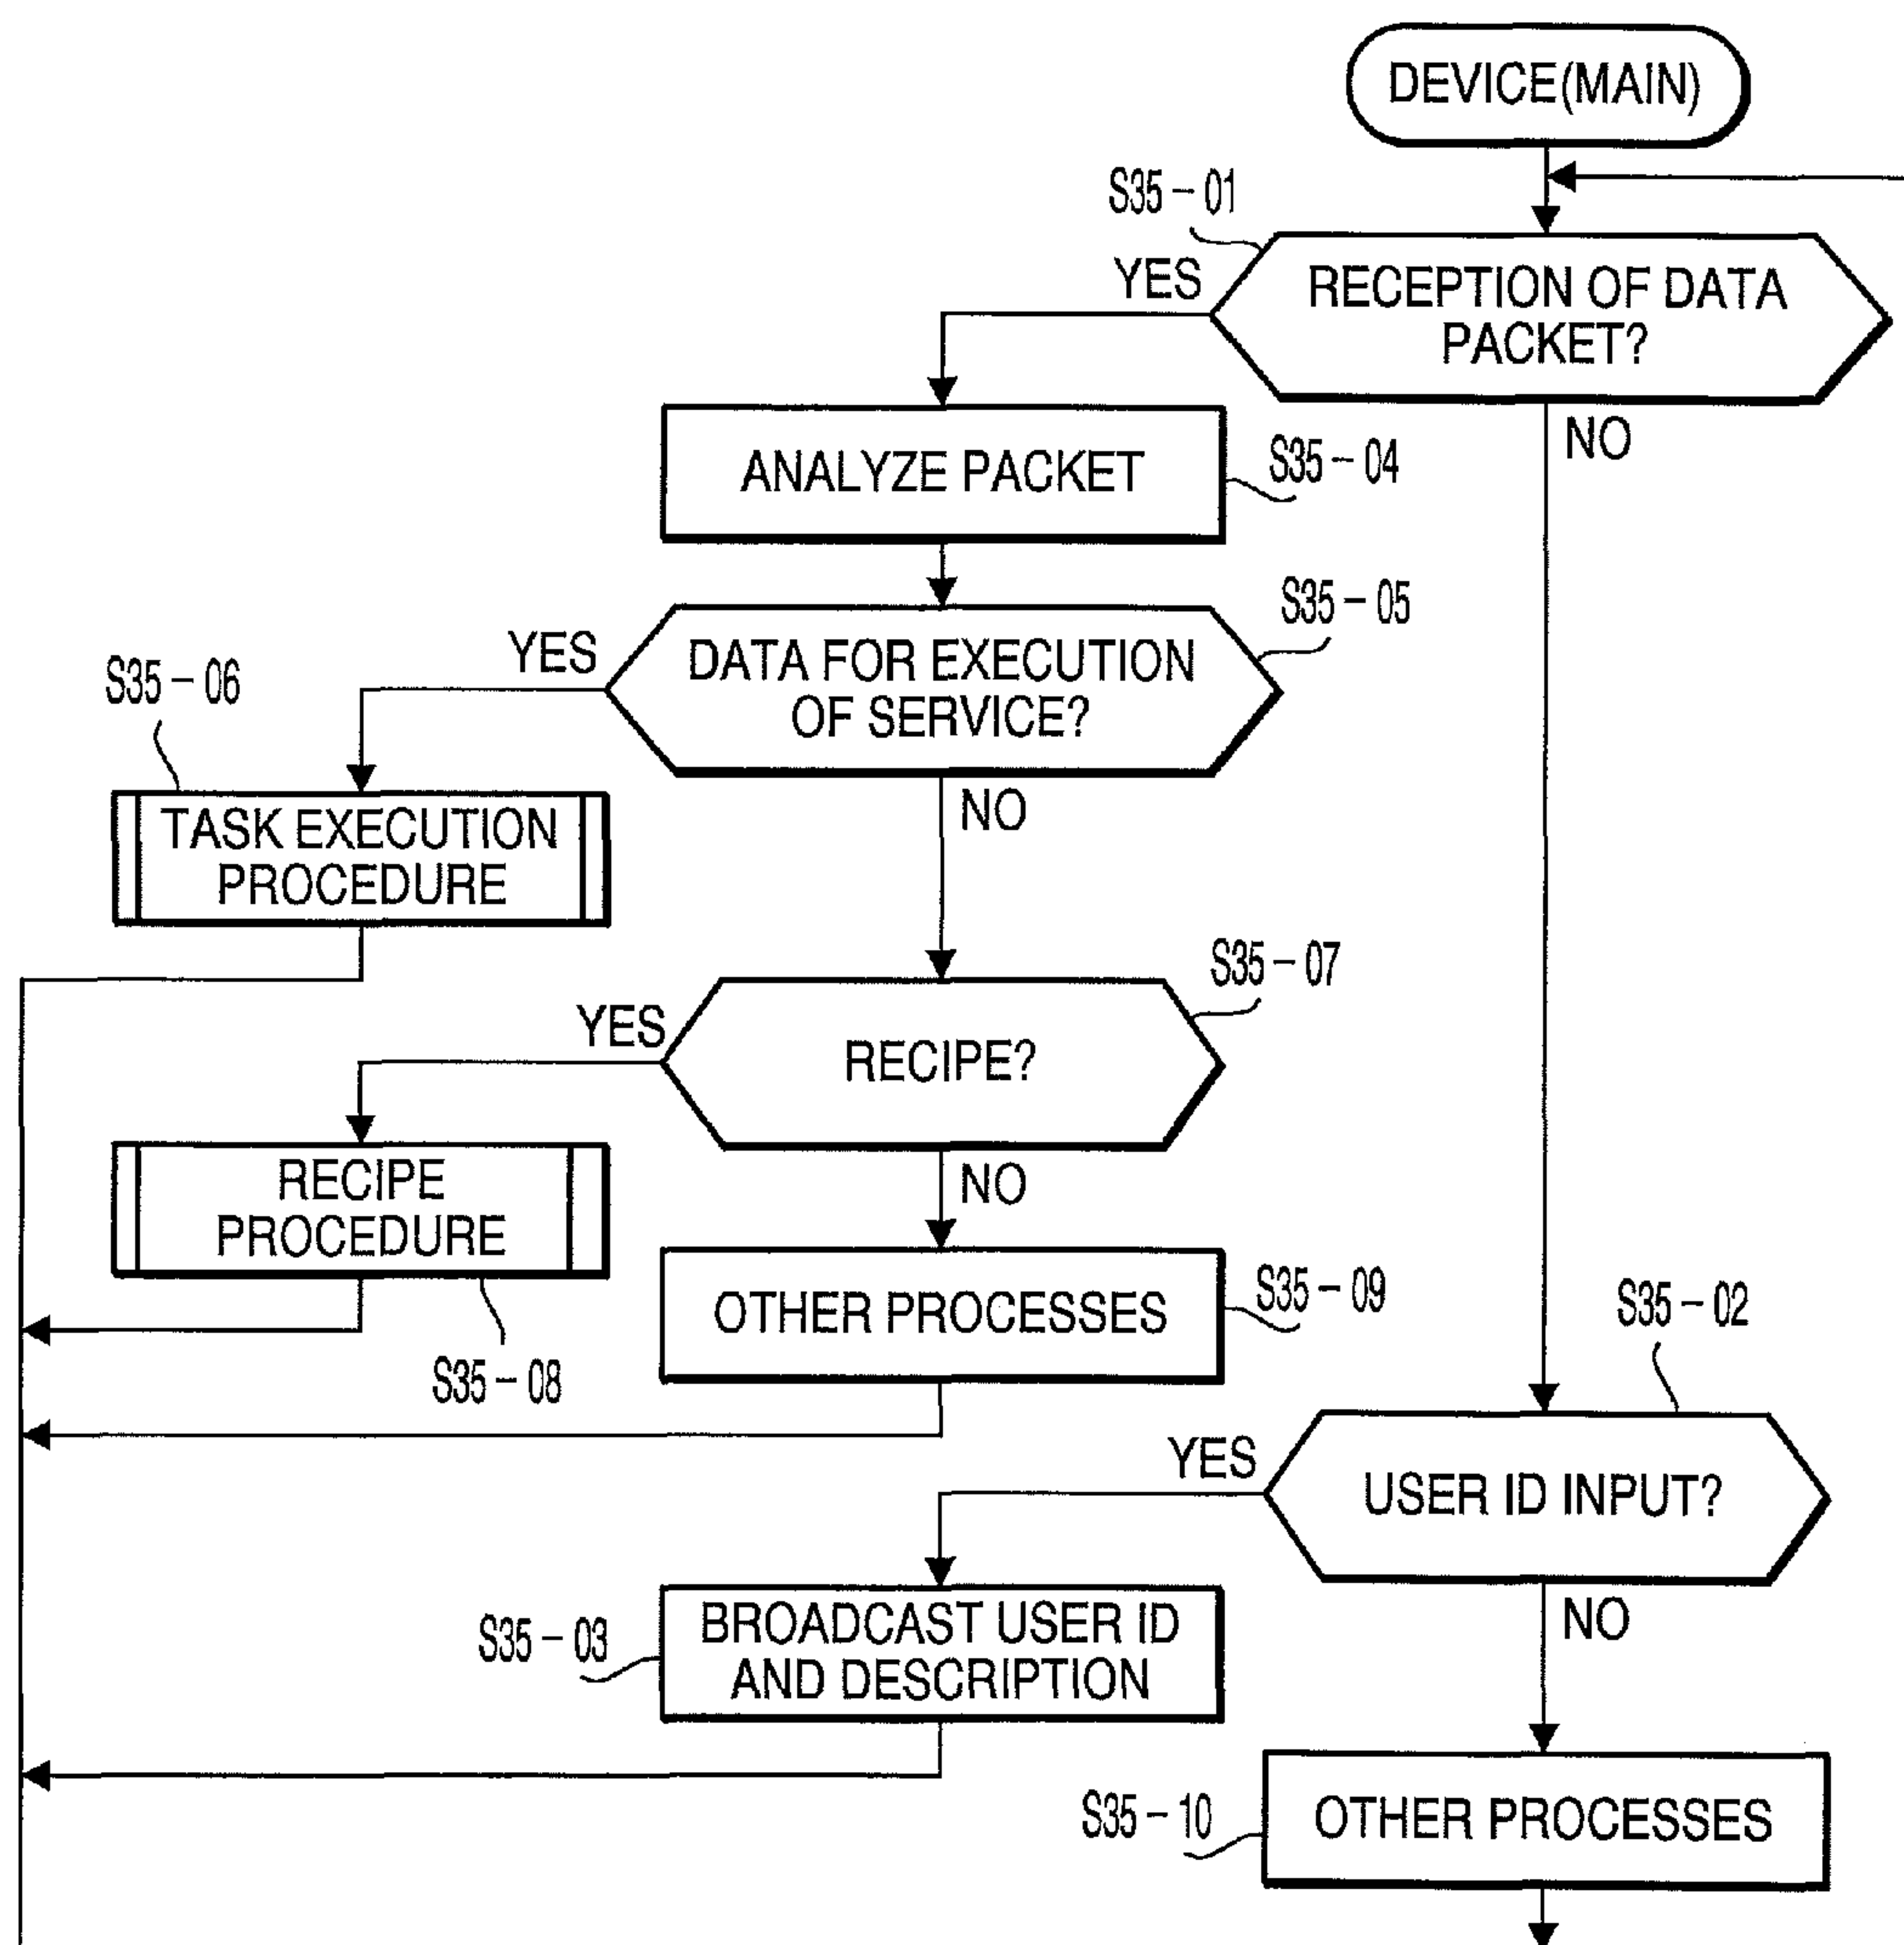 DEVICE(MAIN)
S35-01
YES
RECEPTION OF DATA
PACKET?
NO
ANALYZE PACKET
S35-04
S35-05
YES
DATA FOR EXECUTION
OF SERVICE?
S35-06
NO
TASK EXECUTION
PROCEDURE
S35-07
YES
RECIPE?
NO
RECIPE
PROCEDURE
S35-08
OTHER PROCESSES
S35-09
S35-02
YES
USER ID INPUT?
NO
S35-03
BROADCAST USER ID
AND DESCRIPTION
S35-10
OTHER PROCESSES